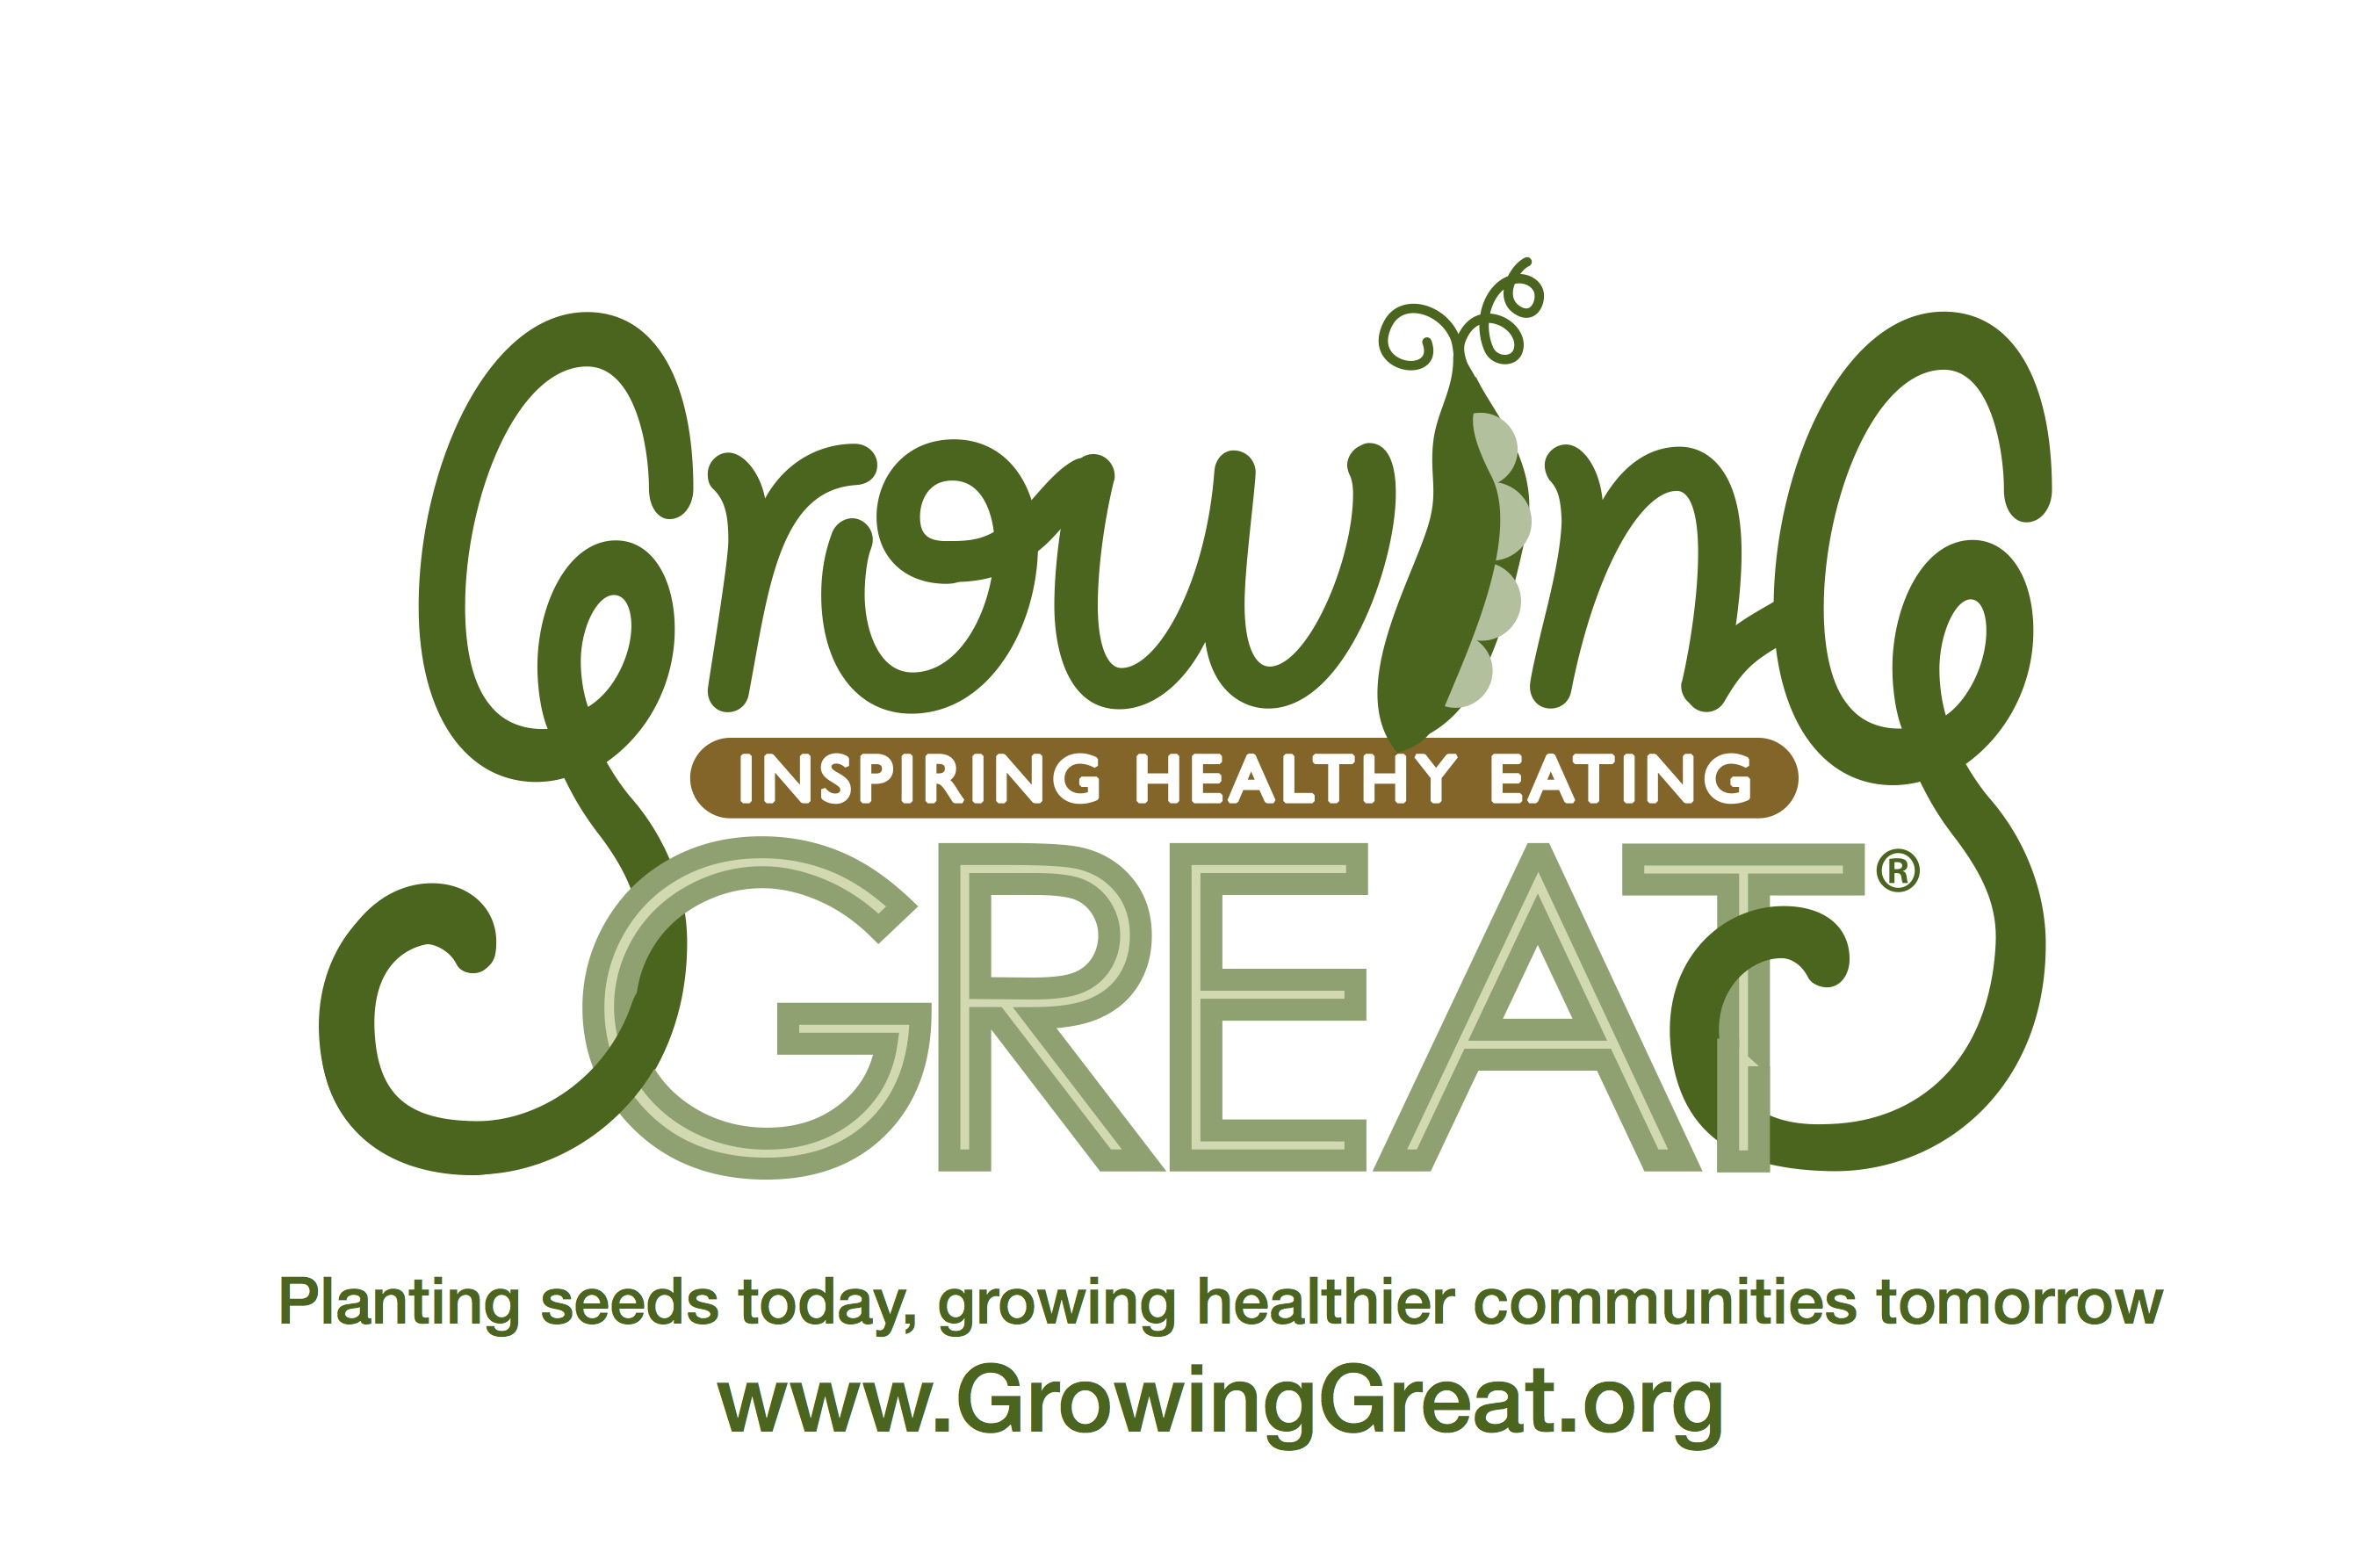 GrowinG
INSPIRING HEALTHY EATING
GREAT®
Planting seeds today, growing healthier communities tomorrow
www.GrowingGreat.org